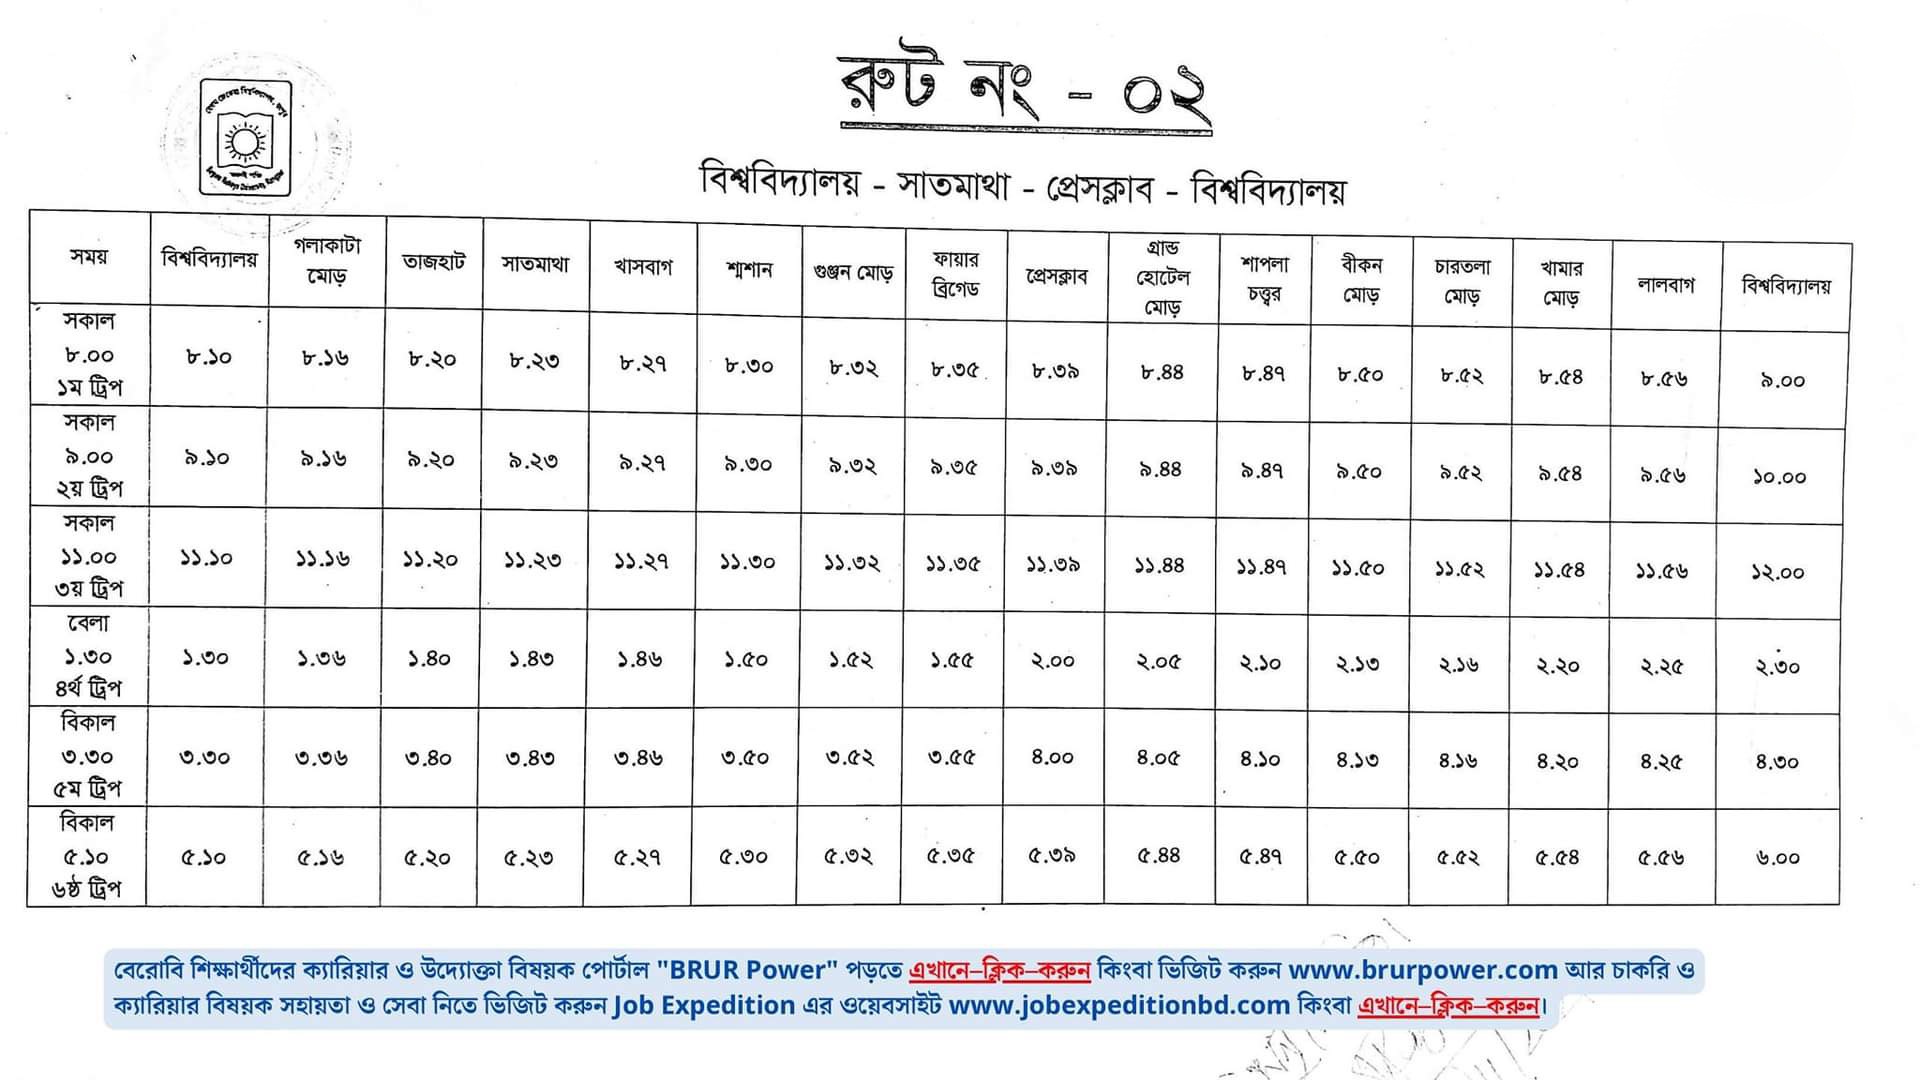 রুট নং - ০২
বিশ্ববিদ্যালয় - সাতমাথা - প্রেসক্লাব - বিশ্ববিদ্যালয়
সময় বিশ্ববিদ্যালয় গলাকাটা মোড় তাজহাট সাতমাথা খাসবাগ শ্মশান গুঞ্জন মোড় ফায়ার ব্রিগেড প্রেসক্লাব গ্রান্ড হোটেল মোড় শাপলা চত্ত্বর বীকন মোড় চারতলা মোড় খামার মোড় লালবাগ বিশ্ববিদ্যালয়
সকাল ৮.০০ ১ম ট্রিপ ৮.১০ ৮.১৬ ৮.২০ ৮.২৩ ৮.২৭ ৮.৩০ ৮.৩২ ৮.৩৫ ৮.৩৯ ৮.৪৪ ৮.৪৭ ৮.৫০ ৮.৫২ ৮.৫৪ ৮.৫৬ ৯.০০
সকাল ৯.০০ ২য় ট্রিপ ৯.১০ ৯.১৬ ৯.২০ ৯.২৩ ৯.২৭ ৯.৩০ ৯.৩২ ৯.৩৫ ৯.৩৯ ৯.৪৪ ৯.৪৭ ৯.৫০ ৯.৫২ ৯.৫৪ ৯.৫৬ ১০.০০
সকাল ১১.০০ ৩য় ট্রিপ ১১.১০ ১১.১৬ ১১.২০ ১১.২৩ ১১.২৭ ১১.৩০ ১১.৩২ ১১.৩৫ ১১.৩৯ ১১.৪৪ ১১.৪৭ ১১.৫০ ১১.৫২ ১১.৫৪ ১১.৫৬ ১২.০০
বেলা ১.৩০ ৪র্থ ট্রিপ ১.৩০ ১.৩৬ ১.৪০ ১.৪৩ ১.৪৬ ১.৫০ ১.৫২ ১.৫৫ ২.০০ ২.০৫ ২.১০ ২.১৩ ২.১৬ ২.২০ ২.২৫ ২.৩০
বিকাল ৩.৩০ ৫ম ট্রিপ ৩.৩০ ৩.৩৬ ৩.৪০ ৩.৪৩ ৩.৪৬ ৩.৫০ ৩.৫২ ৩.৫৫ ৪.০০ ৪.০৫ ৪.১০ ৪.১৩ ৪.১৬ ৪.২০ ৪.২৫ ৪.৩০
বিকাল ৫.১০ ৬ষ্ঠ ট্রিপ ৫.১০ ৫.১৬ ৫.২০ ৫.২৩ ৫.২৭ ৫.৩০ ৫.৩২ ৫.৩৫ ৫.৩৯ ৫.৪৪ ৫.৪৭ ৫.৫০ ৫.৫২ ৫.৫৪ ৫.৫৬ ৬.০০
বেরোবি শিক্ষার্থীদের ক্যারিয়ার ও উদ্যোক্তা বিষয়ক পোর্টাল "BRUR Power" পড়তে এখানে–ক্লিক–করুন কিংবা ভিজিট করুন www.brurpower.com আর চাকরি ও
ক্যারিয়ার বিষয়ক সহায়তা ও সেবা নিতে ভিজিট করুন Job Expedition এর ওয়েবসাইট www.jobexpeditionbd.com কিংবা এখানে–ক্লিক–করুন।